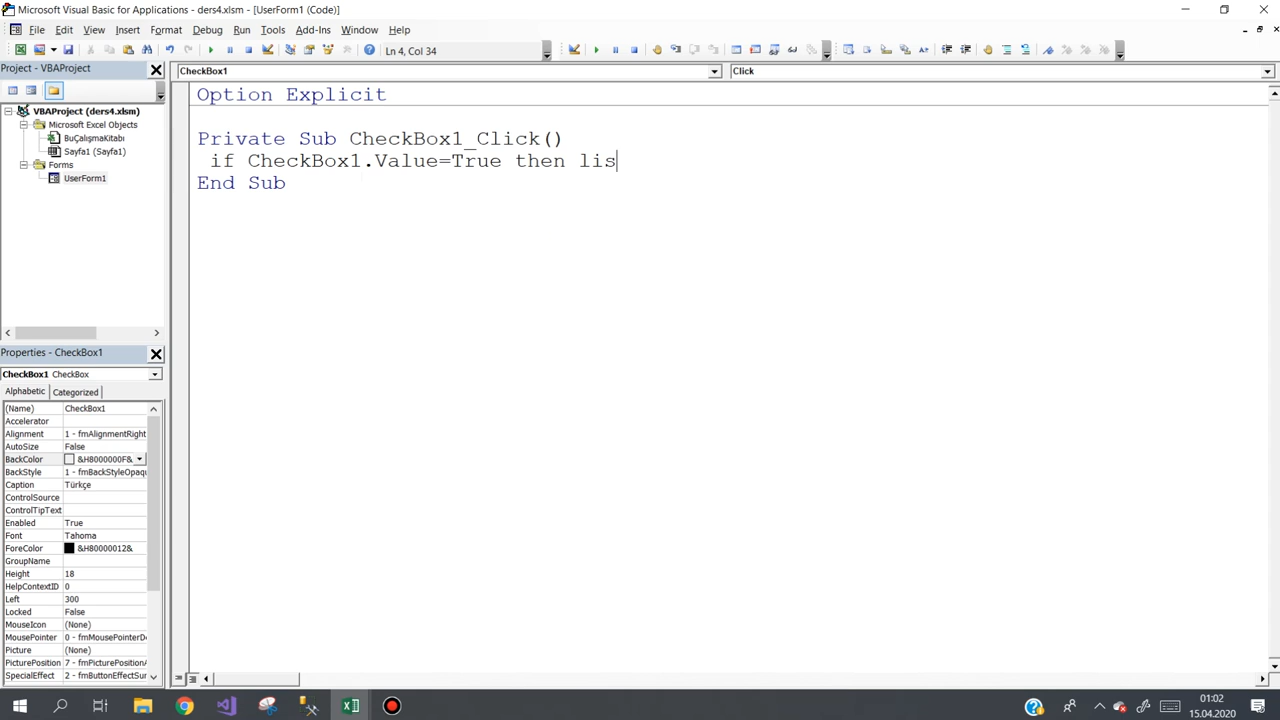 Microsoft Visual Basic for Applications - ders4.xlsm - [UserForm1 (Code)]
File Edit View Insert Format Debug Run Tools Add-Ins Window Help
Ln 4, Col 34
Project - VBAProject
CheckBox1
Click
VBAProject (ders4.xlsm)
Microsoft Excel Objects
BuÇalışmaKitabı
Sayfa1 (Sayfa1)
Forms
UserForm1
Option Explicit
Private Sub CheckBox1_Click()
if CheckBox1.Value=True then lis
End Sub
Properties - CheckBox1
CheckBox1 CheckBox
Alphabetic Categorized
(Name) CheckBox1
Accelerator
Alignment 1 - fmAlignmentRight
AutoSize False
BackColor &H8000000F&
BackStyle 1 - fmBackStyleOpaqu
Caption Türkçe
ControlSource
ControlTipText
Enabled True
Font Tahoma
ForeColor &H80000012&
GroupName
Height 18
HelpContextID 0
Left 300
Locked False
MouseIcon (None)
MousePointer 0 - fmMousePointerDe
Picture (None)
PicturePosition 7 - fmPicturePositionA
SpecialEffect 2 - fmButtonEffectSun
01:02
15.04.2020